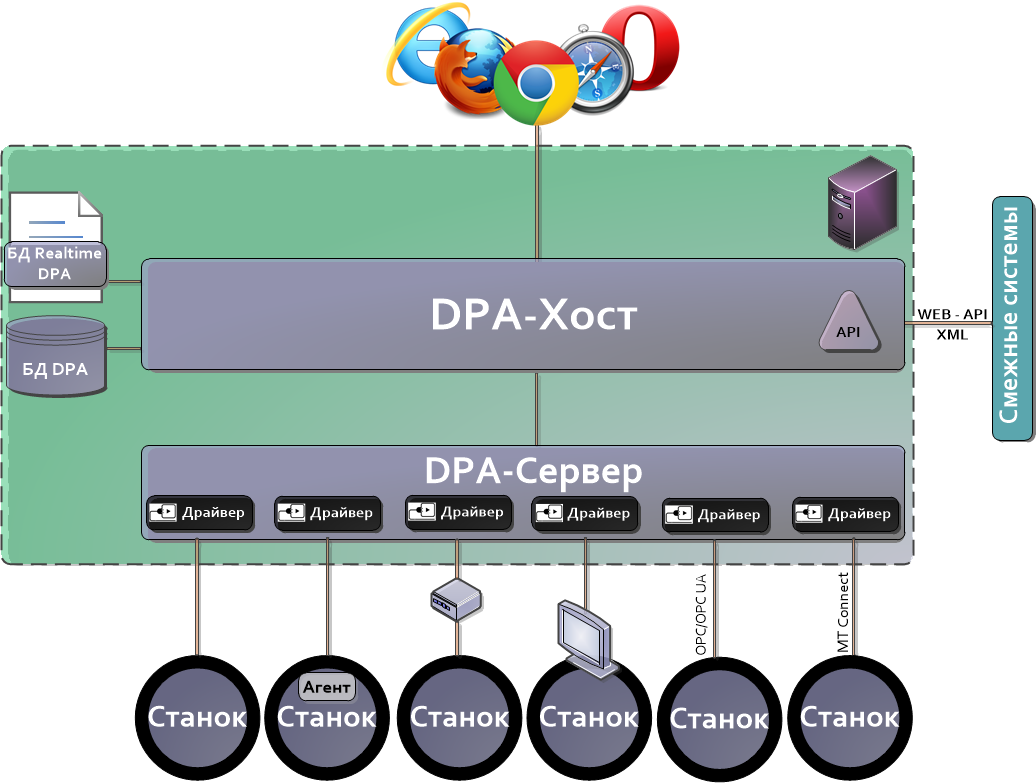 БД Realtime
DPA
БД DPA
DPA-Хост
API
WEB - API
XML
Смежные системы
DPA-Сервер
Драйвер
Драйвер
Драйвер
Драйвер
Драйвер
Драйвер
OPC/OPC UA
MT Connect
Агент
Станок
Станок
Станок
Станок
Станок
Станок